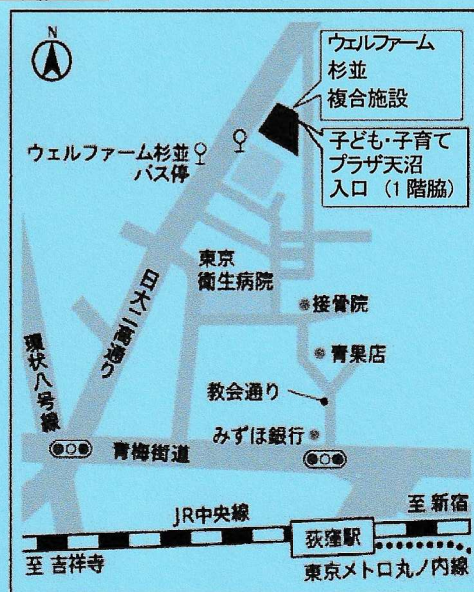 N
ウェルファーム
杉並
複合施設
子ども・子育て
プラザ天沼
入口 (1階脇)
ウェルファーム杉並
バス停
東京
衛生病院
日大二高通り
接骨院
環状八号線
青果店
教会通り
みずほ銀行
青梅街道
JR中央線
至 新宿
荻窪駅
至 吉祥寺
東京メトロ丸ノ内線